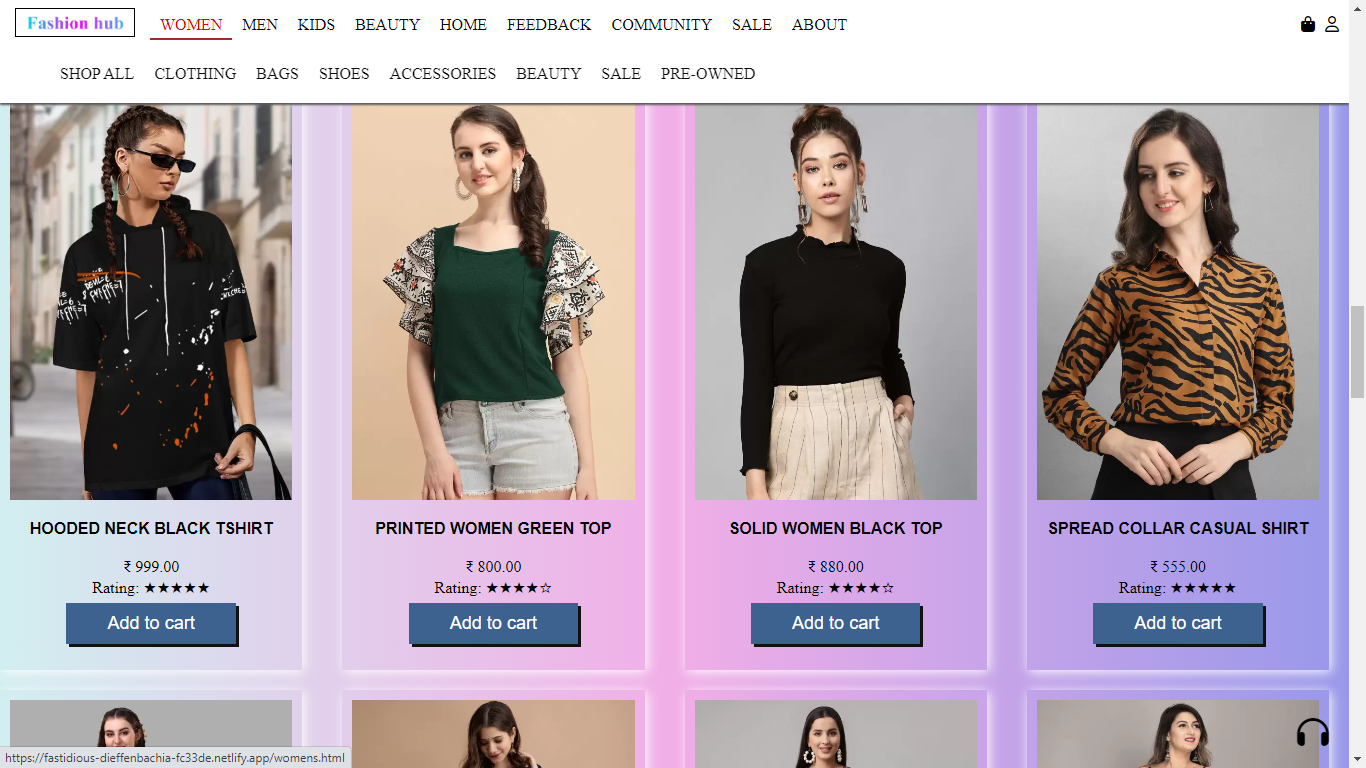 Fashion hub WOMEN MEN KIDS BEAUTY HOME FEEDBACK COMMUNITY SALE ABOUT
SHOP ALL CLOTHING BAGS SHOES ACCESSORIES BEAUTY SALE PRE-OWNED
HOODED NECK BLACK TSHIRT
₹ 999.00
Rating: ★★★★★
Add to cart
PRINTED WOMEN GREEN TOP
₹ 800.00
Rating: ★★★★☆
Add to cart
SOLID WOMEN BLACK TOP
₹ 880.00
Rating: ★★★★☆
Add to cart
SPREAD COLLAR CASUAL SHIRT
₹ 555.00
Rating: ★★★★★
Add to cart
https://fastidious-dieffenbachia-fc33de.netlify.app/womens.html